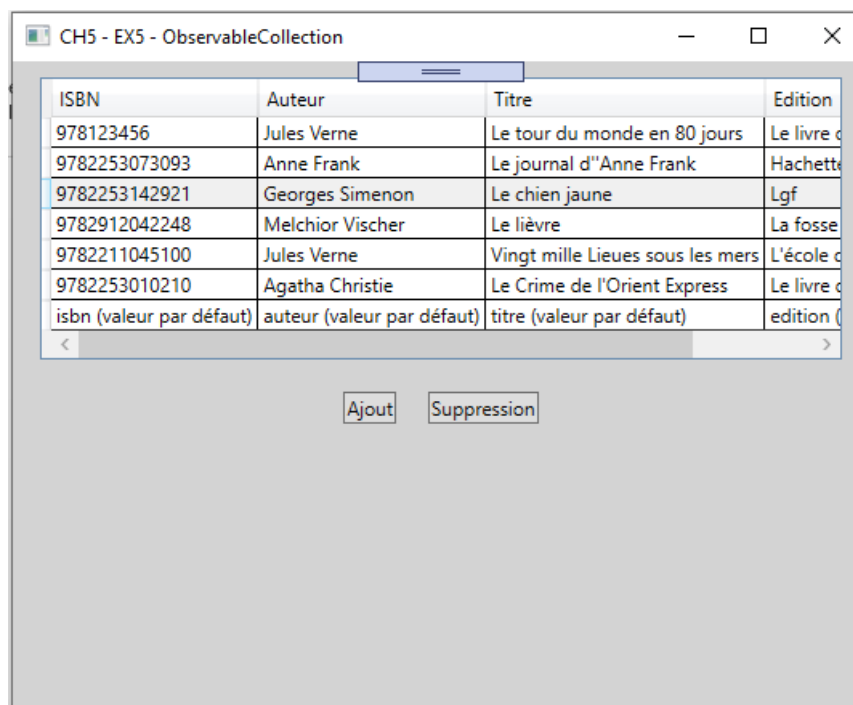 CH5 - EX5 - ObservableCollection
ISBN Auteur Titre Edition
978123456 Jules Verne Le tour du monde en 80 jours Le livre
9782253073093 Anne Frank Le journal d''Anne Frank Hachette
9782253142921 Georges Simenon Le chien jaune Lgf
9782912042248 Melchior Vischer Le lièvre La fosse
9782211045100 Jules Verne Vingt mille Lieues sous les mers L'école
9782253010210 Agatha Christie Le Crime de l'Orient Express Le livre
isbn (valeur par défaut) auteur (valeur par défaut) titre (valeur par défaut) edition (
Ajout Suppression